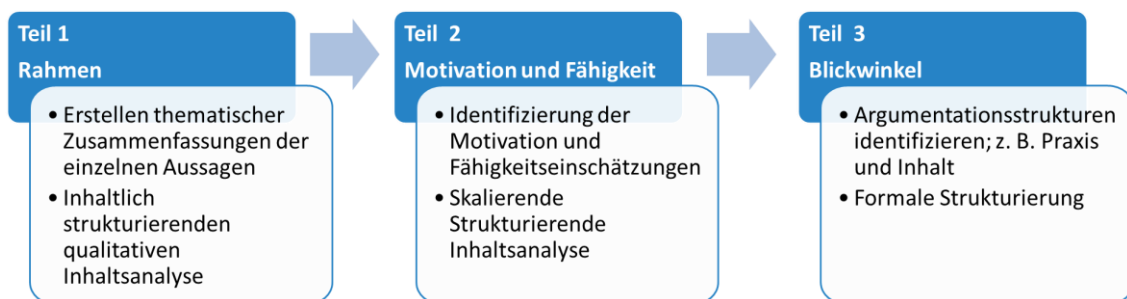 Teil 1
Rahmen
• Erstellen thematischer
Zusammenfassungen der
einzelnen Aussagen
• Inhaltlich
strukturierenden
qualitativen
Inhaltsanalyse
Teil 2
Motivation und Fähigkeit
• Identifizierung der
Motivation und
Fähigkeitseinschätzungen
• Skalierende
Strukturierende
Inhaltsanalyse
Teil 3
Blickwinkel
• Argumentationsstrukturen
identifizieren; z. B. Praxis
und Inhalt
• Formale Strukturierung